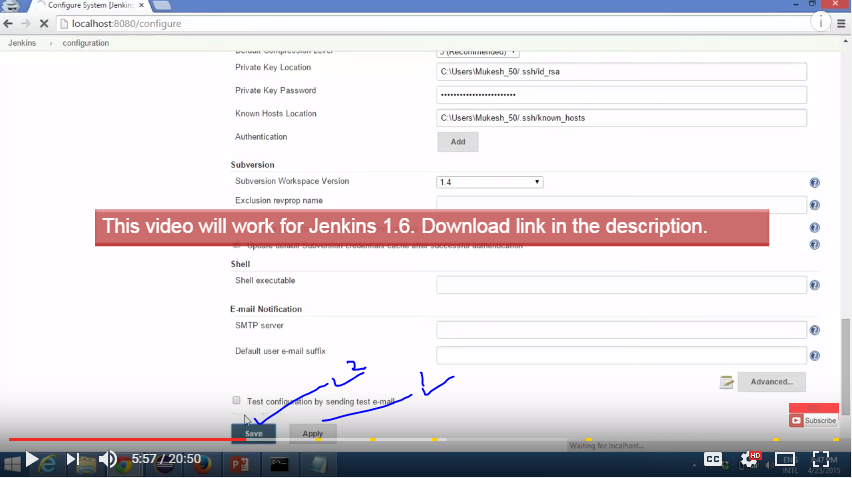 Configure System [Jenkin
localhost:8080/configure
Jenkins > configuration
Default Compression Level 5 (Recommended)
Private Key Location C:\Users\Mukesh_50/.ssh/id_rsa
Private Key Password ••••••••••••••••••••••••
Known Hosts Location C:\Users\Mukesh_50/.ssh/known_hosts
Authentication Add
Subversion
Subversion Workspace Version 1.4
Exclusion revprop name
This video will work for Jenkins 1.6. Download link in the description.
Update default Subversion credentials cache after successful authentication
Shell
Shell executable
E-mail Notification
SMTP server
Default user e-mail suffix
2
1
Advanced...
Test configuration by sending test e-mail
Subscribe
Save Apply
Waiting for localhost...
5:57 / 20:50
CC HD
ENG
INTL 4/23/2015